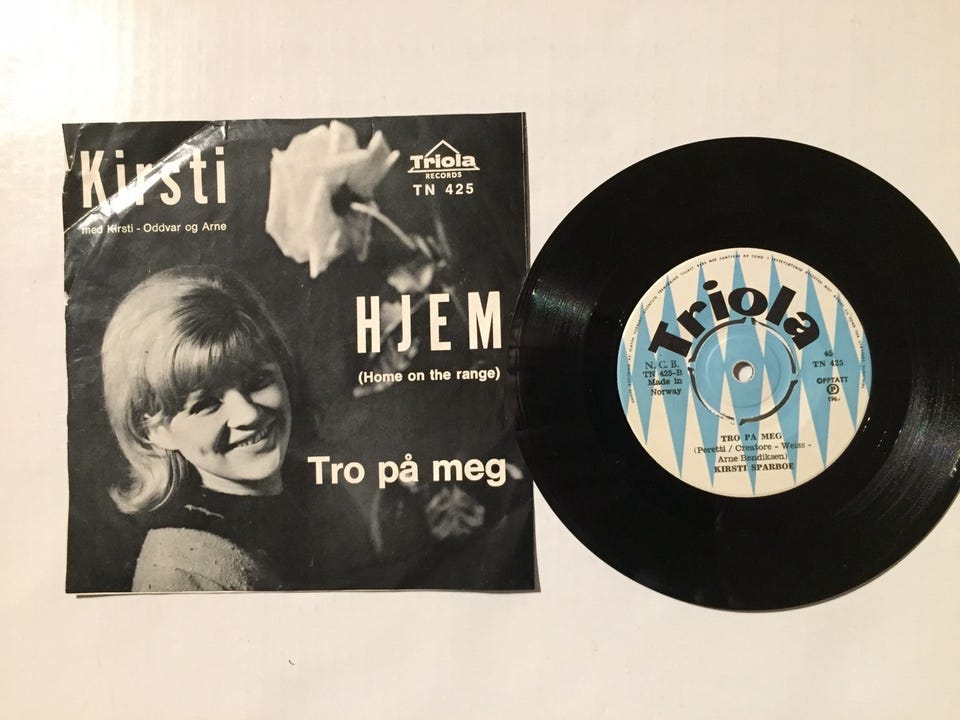 Kirsti
med Kirsti - Oddvar og Arne
Triola
RECORDS
TN 425
HJEM
(Home on the range)
Tro på meg
Triola
N.C.B.
TN 425-B
Made in
Norway
45
TN 425
OPPTATT
℗
TRO PA MEG
(Peretti / Creatore - Weiss -
Arne Bendiksen)
KIRSTI SPARBOE